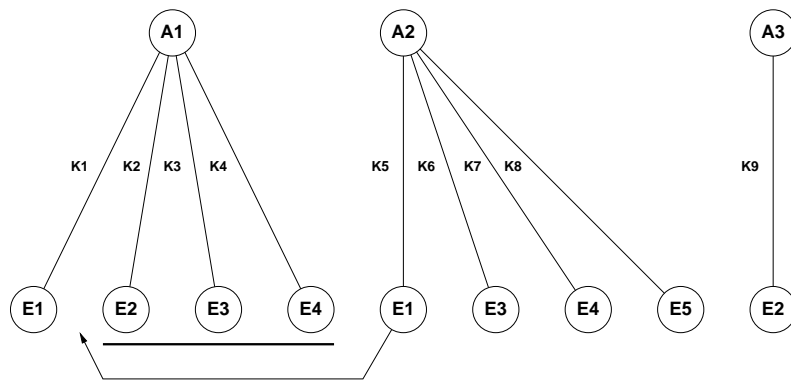 A1 A2 A3
K1 K2 K3 K4 K5 K6 K7 K8 K9
E1 E2 E3 E4 E1 E3 E4 E5 E2